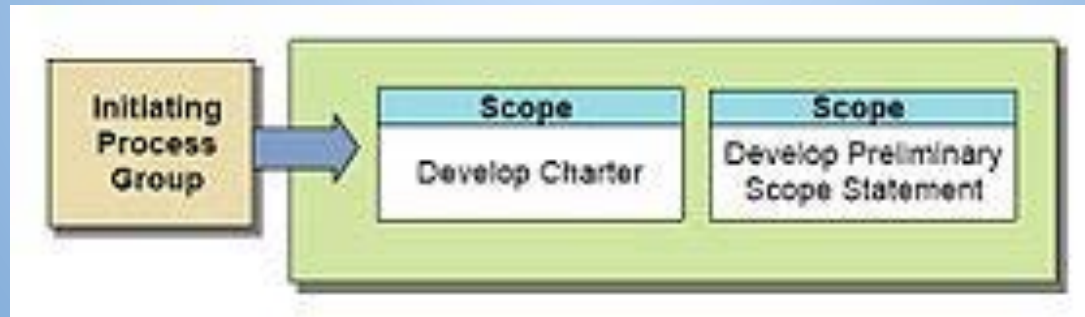 Initiating
Process
Group
Scope
Develop Charter
Scope
Develop Preliminary
Scope Statement